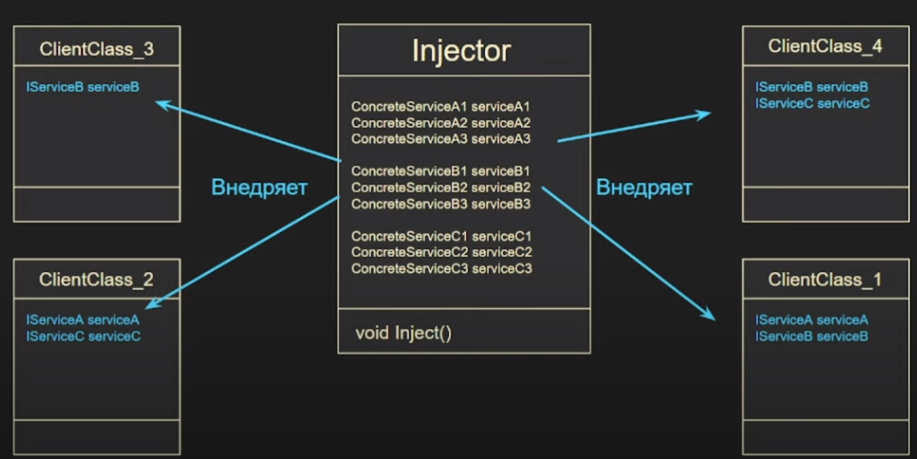 ClientClass_3
IServiceB serviceB
Injector
ConcreteServiceA1 serviceA1
ConcreteServiceA2 serviceA2
ConcreteServiceA3 serviceA3
ConcreteServiceB1 serviceB1
ConcreteServiceB2 serviceB2
ConcreteServiceB3 serviceB3
ConcreteServiceC1 serviceC1
ConcreteServiceC2 serviceC2
ConcreteServiceC3 serviceC3
void Inject()
ClientClass_4
IServiceB serviceB
IServiceC serviceC
Внедряет
Внедряет
ClientClass_2
IServiceA serviceA
IServiceC serviceC
ClientClass_1
IServiceA serviceA
IServiceB serviceB